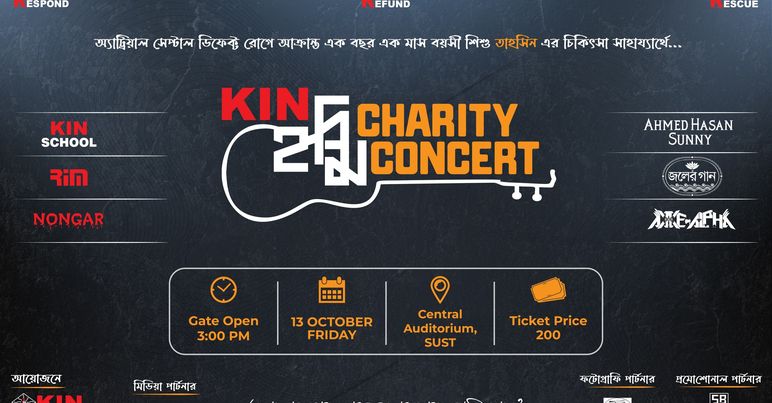 RESPOND
REFUND
RESCUE
অ্যাট্রিয়াল সেপ্টাল ডিফেক্ট রোগে আক্রান্ত এক বছর এক মাস বয়সী শিশু তাহসিন এর চিকিৎসা সাহায্যার্থে...
KIN
CHARITY
CONCERT
KIN
SCHOOL
RIM
NONGAR
AHMED HASAN
SUNNY
জলের গান
Gate Open
3:00 PM
13 OCTOBER
FRIDAY
Central
Auditorium,
SUST
Ticket Price
200
আয়োজনে
KIN
মিডিয়া পার্টনার
ফটোগ্রাফি পার্টনার
প্রমোশোনাল পার্টনার